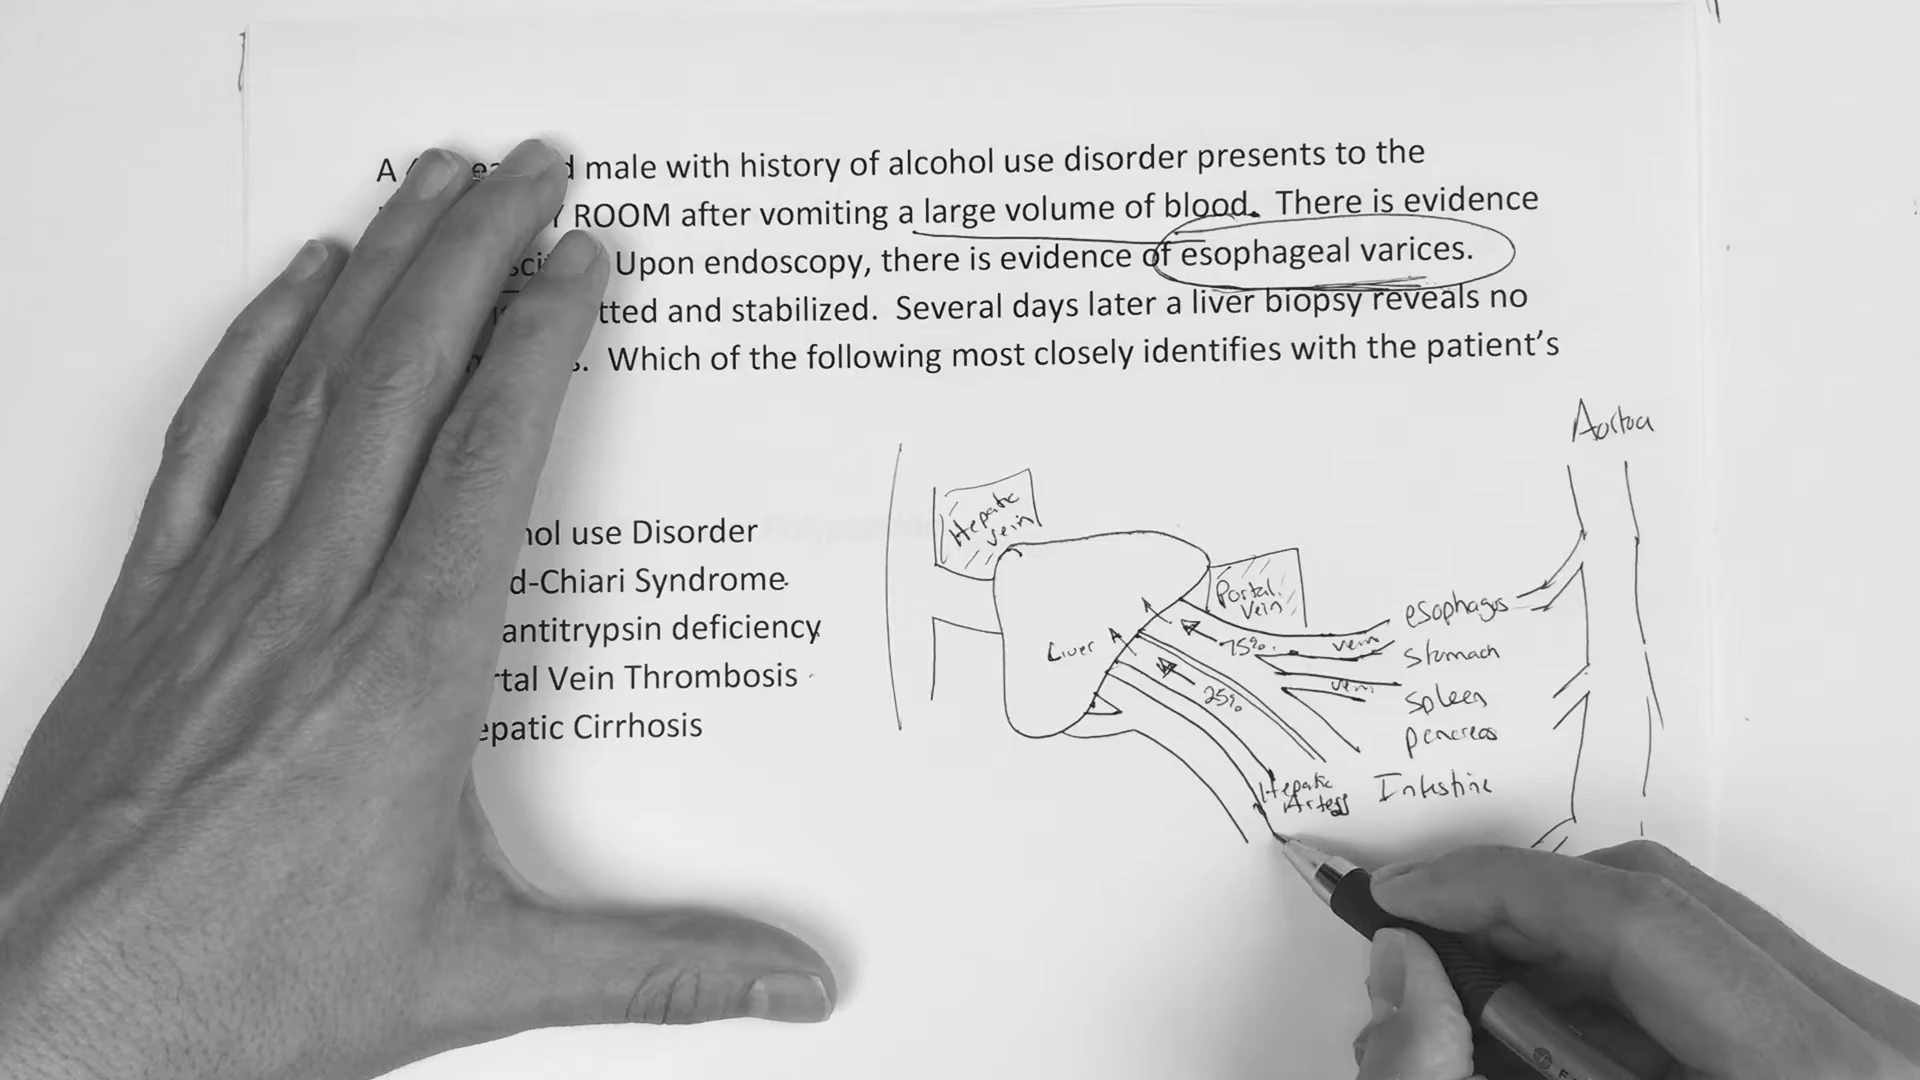 A male with history of alcohol use disorder presents to the
ROOM after vomiting a large volume of blood. There is evidence
Upon endoscopy, there is evidence of esophageal varices.
and stabilized. Several days later a liver biopsy reveals no
Which of the following most closely identifies with the patient's
Aorta
Hepatic
vein
use Disorder
d-Chiari Syndrome
Portal
Vein
esophagus
antitrypsin deficiency
Liver
75%.
vein
Stomach
Vein Thrombosis
25%
vein
Spleen
epatic Cirrhosis
pancreas
Hepatic
Artery
Intestine